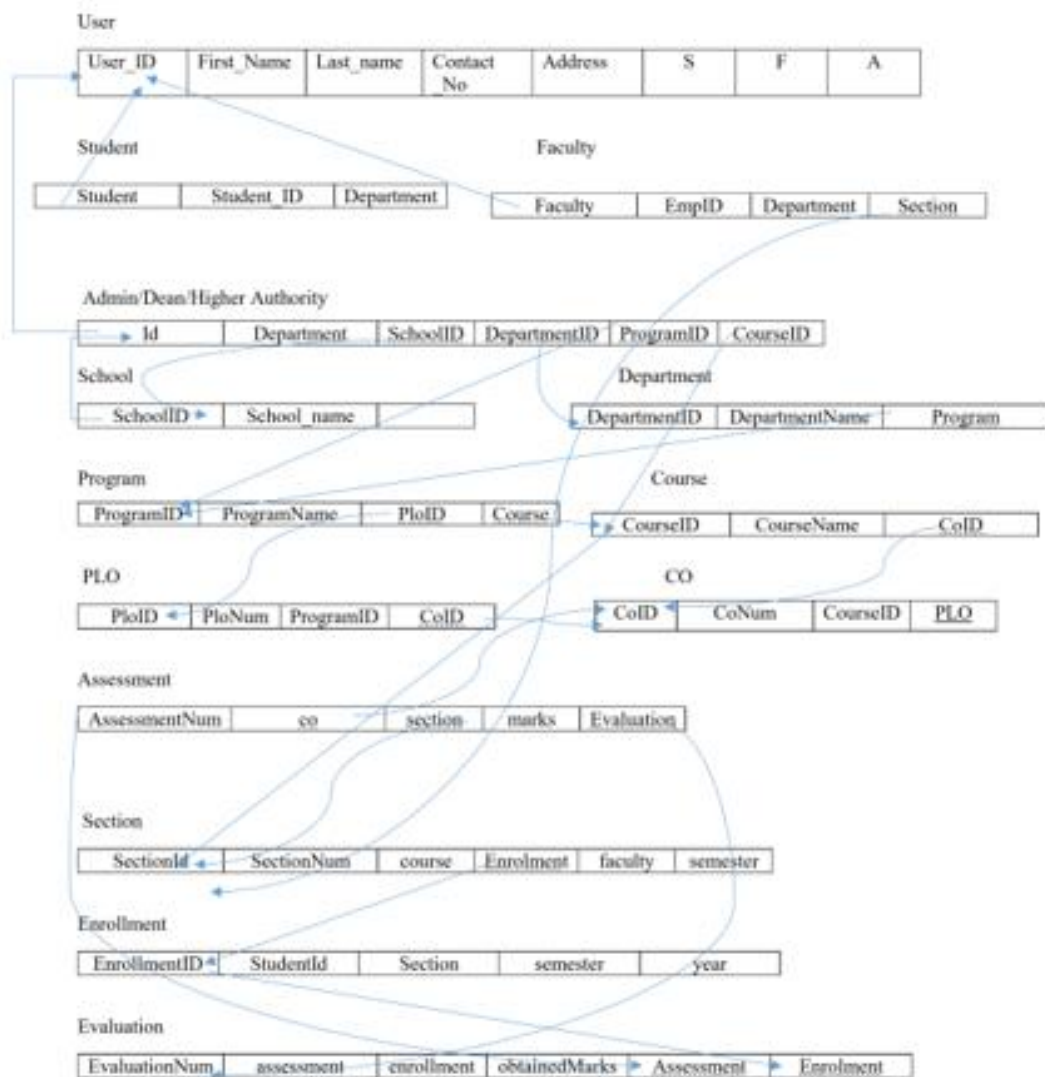 User
User_ID First_Name Last_name Contact _No Address S F A
Student Faculty
Student Student_ID Department
Faculty EmpID Department Section
Admin/Dean/Higher Authority
Id Department SchoolID DepartmentID ProgramID CourseID
School Department
SchoolID School_name
DepartmentID DepartmentName Program
Program Course
ProgramID ProgramName PloID Course
CourseID CourseName CoID
PLO CO
PloID PloNum ProgramID CoID
CoID CoNum CourseID PLO
Assessment
AssessmentNum co section marks Evaluation
Section
SectionId SectionNum course Enrolment faculty semester
Enrollment
EnrollmentID StudentId Section semester year
Evaluation
EvaluationNum assessment enrollment obtainedMarks Assessment Enrolment